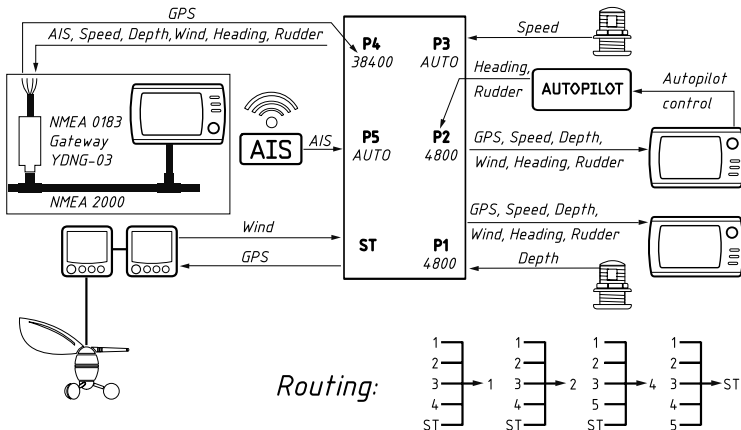 GPS
AIS, Speed, Depth, Wind, Heading, Rudder
NMEA 0183
Gateway
YDNG-03
NMEA 2000
AIS
AIS
P4
38400
P3
AUTO
P5
AUTO
P2
4800
ST
P1
4800
Speed
Heading,
Rudder
AUTOPILOT
Autopilot
control
GPS, Speed, Depth,
Wind, Heading, Rudder
GPS, Speed, Depth,
Wind, Heading, Rudder
Depth
Wind
GPS
Routing:
1
2
3
4
ST
1
1
2
3
4
ST
2
1
2
3
5
ST
4
1
2
3
4
5
ST